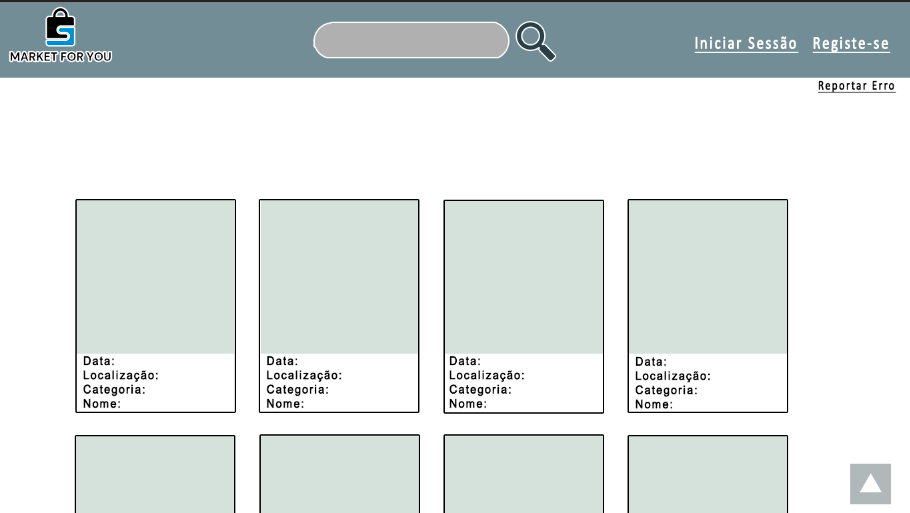 MARKET FOR YOU
Iniciar Sessão Registe-se
Reportar Erro
Data:
Localização:
Categoria:
Nome:
Data:
Localização:
Categoria:
Nome:
Data:
Localização:
Categoria:
Nome:
Data:
Localização:
Categoria:
Nome: